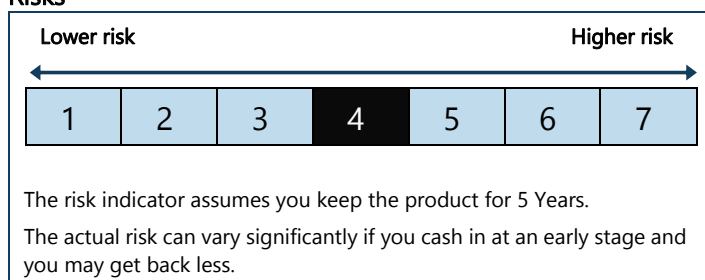 Risks
Lower risk Higher risk
1 2 3 4 5 6 7
The risk indicator assumes you keep the product for 5 Years.
The actual risk can vary significantly if you cash in at an early stage and
you may get back less.